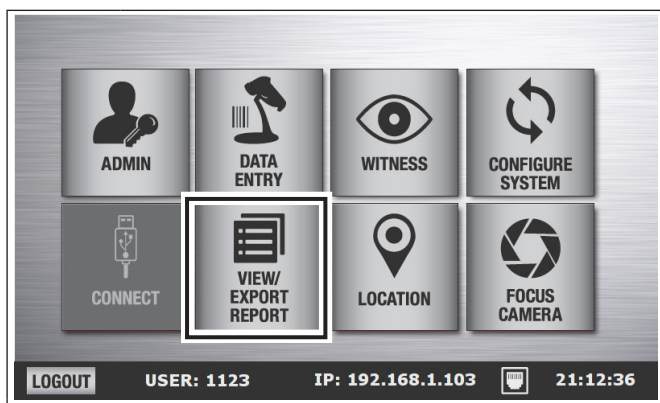 ADMIN
DATA
ENTRY
WITNESS
CONFIGURE
SYSTEM
CONNECT
VIEW/
EXPORT
REPORT
LOCATION
FOCUS
CAMERA
LOGOUT USER: 1123 IP: 192.168.1.103 21:12:36